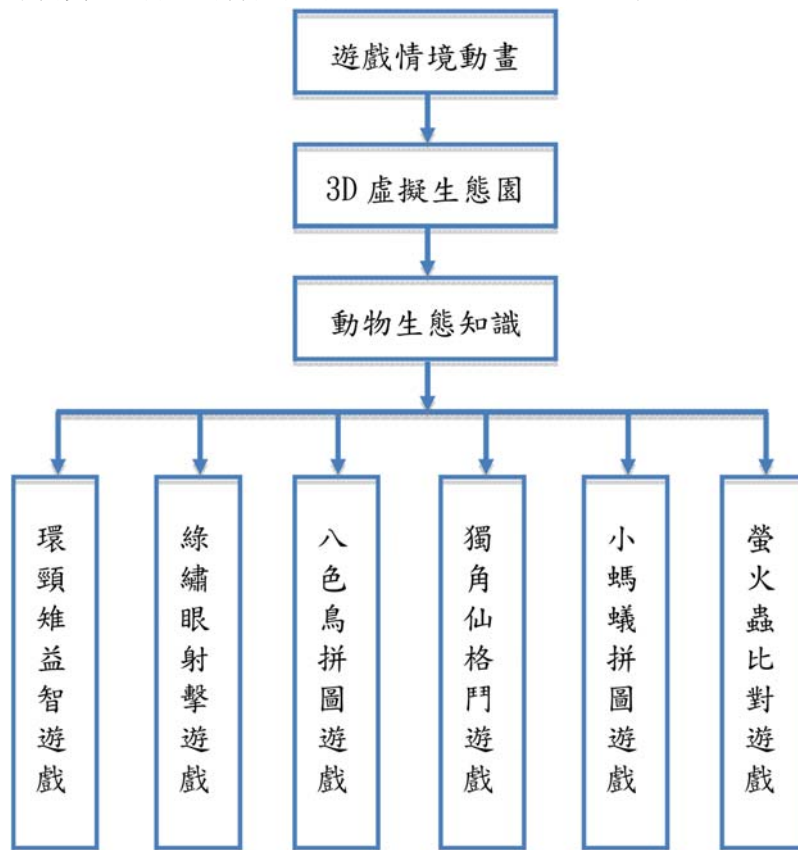 遊戲情境動畫
3D 虛擬生態園
動物生態知識
環頸雉益智遊戲
綠繡眼射擊遊戲
八色鳥拼圖遊戲
獨角仙格鬥遊戲
小螞蟻拼圖遊戲
螢火蟲比對遊戲